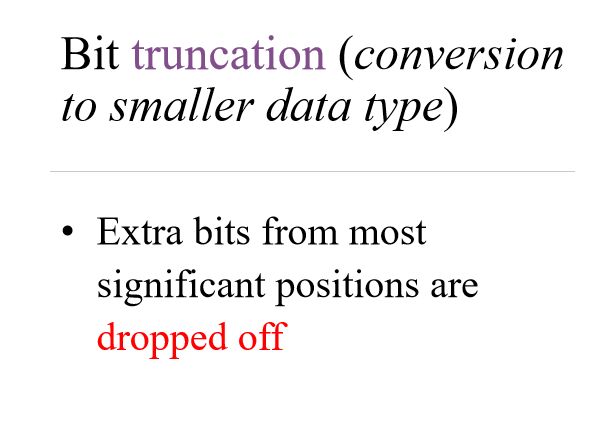 Bit truncation (conversion
to smaller data type)
• Extra bits from most
significant positions are
dropped off